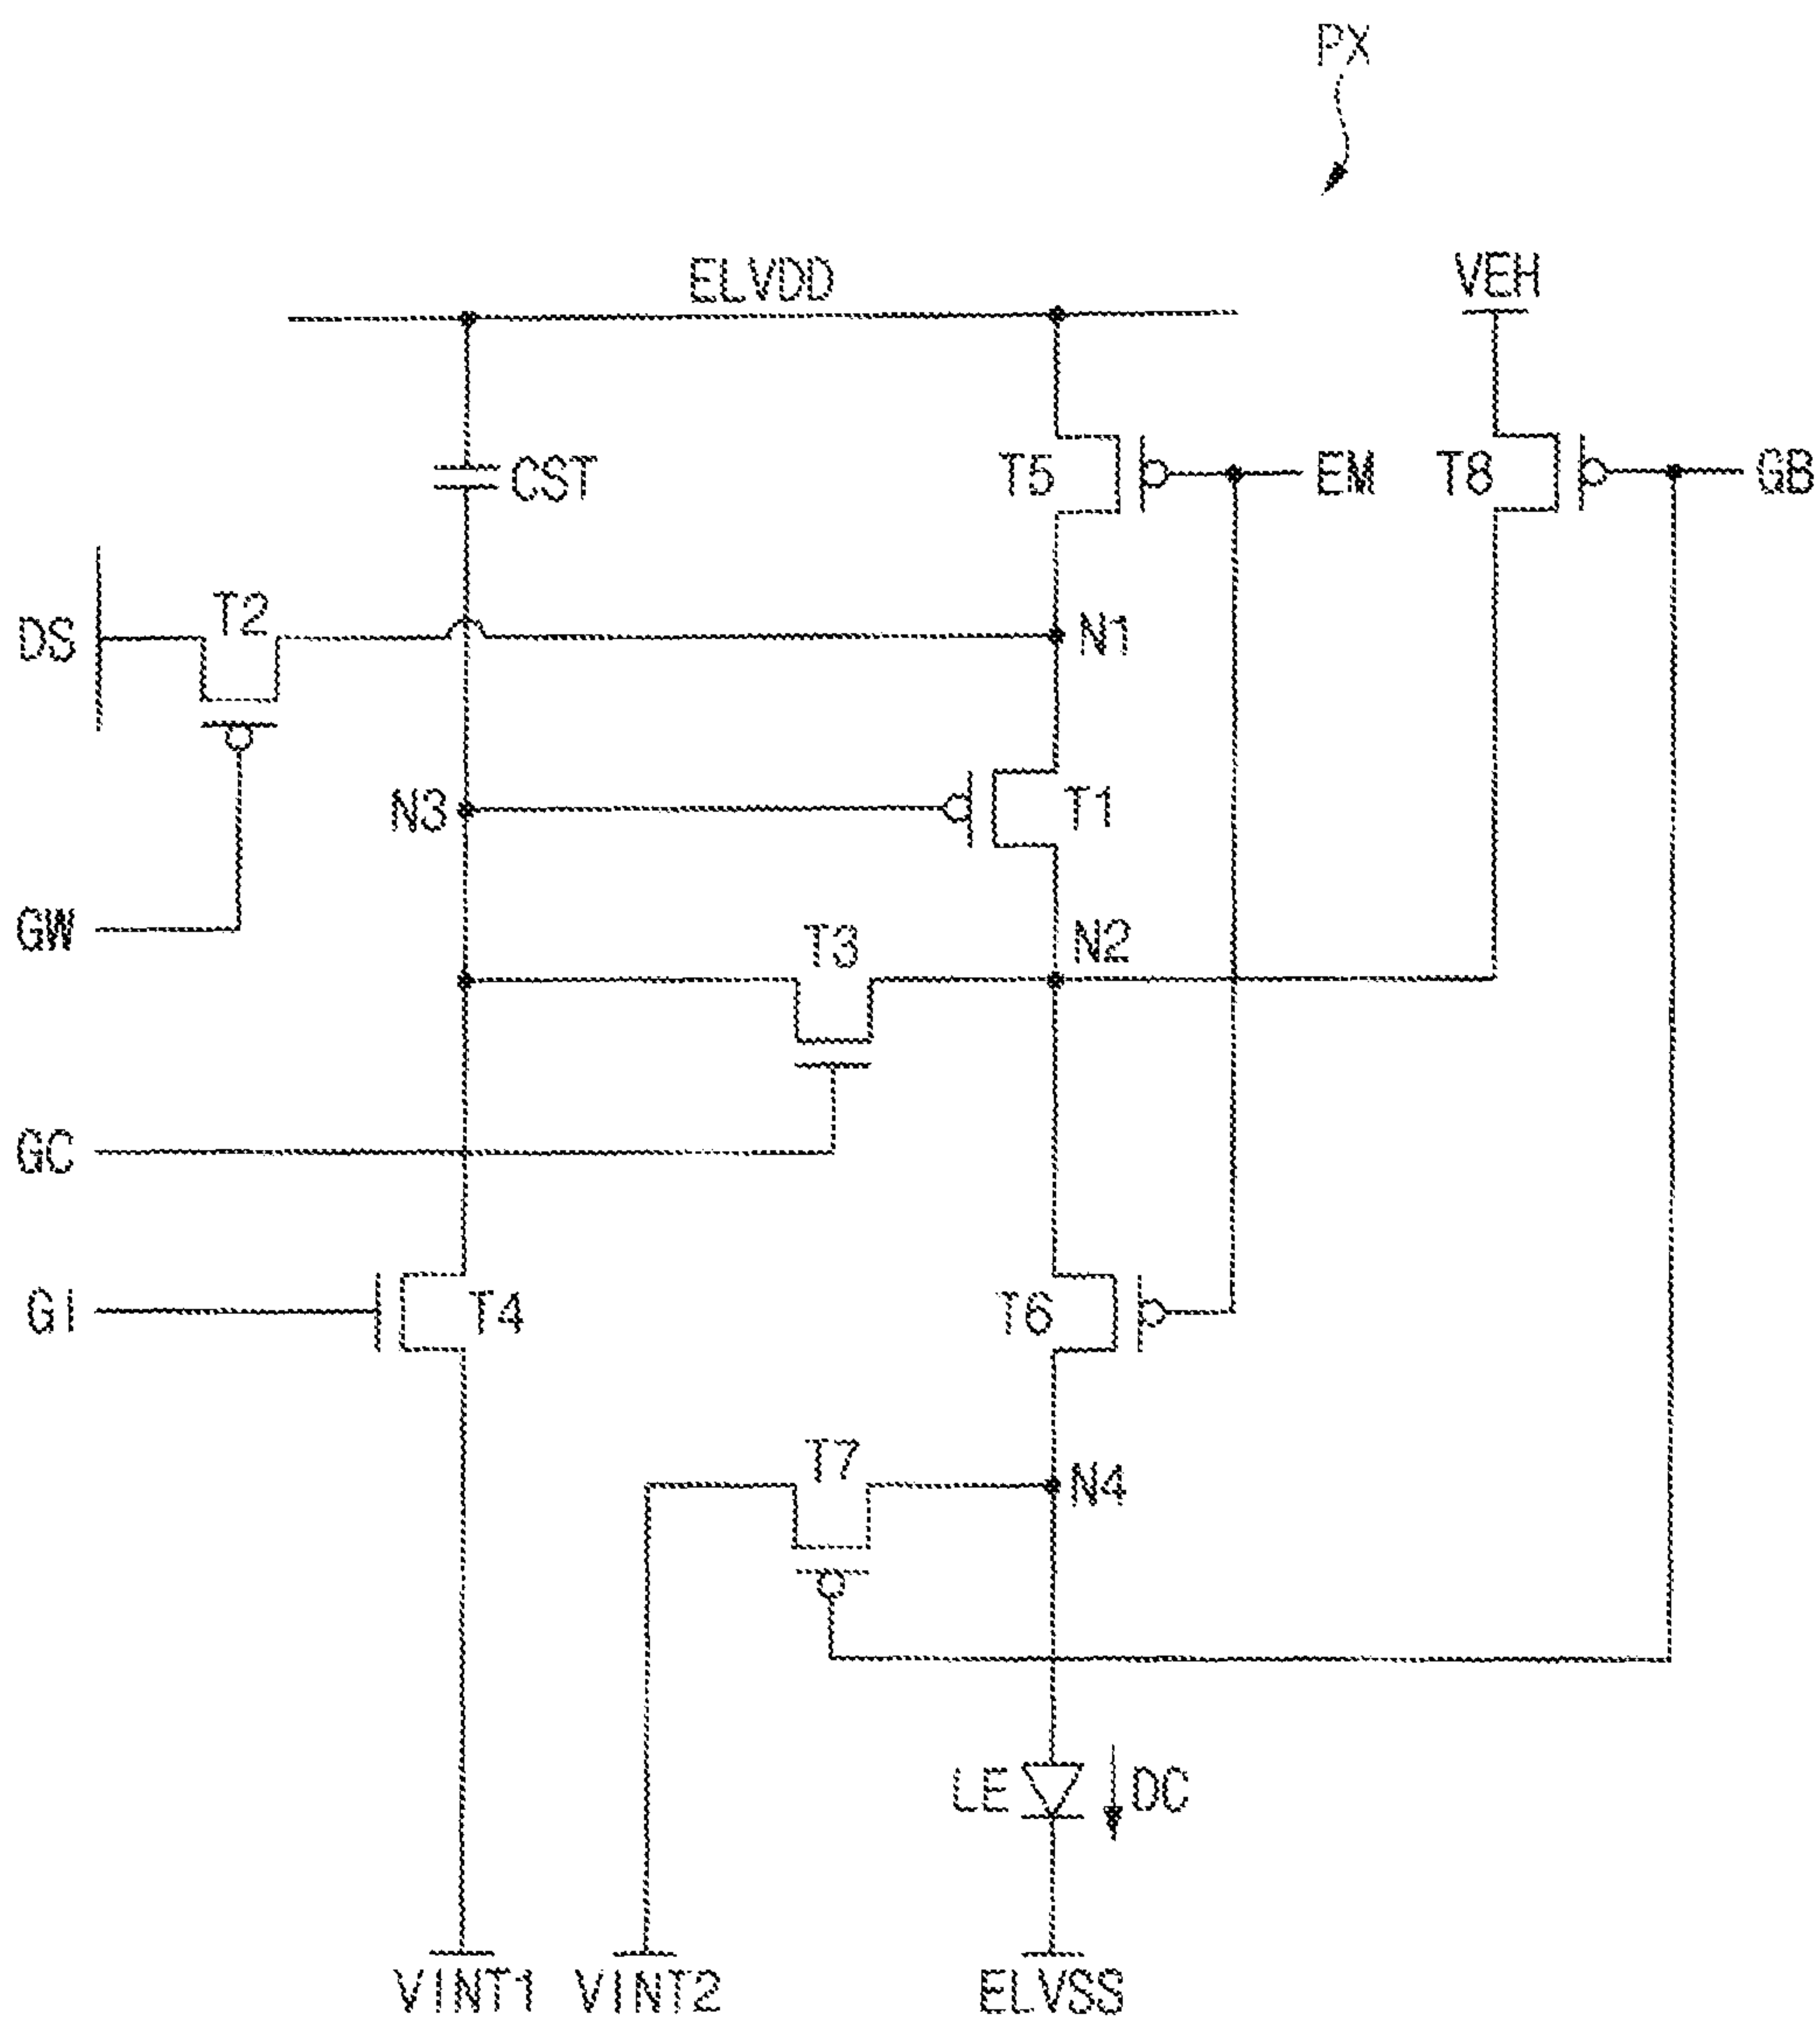 PX
ELVDD
VEH
CST
T5
EM
T8
GB
DS
T2
N1
N3
T1
GW
T3
N2
GC
GI
T4
T6
T7
N4
LE
DC
VINT1
VINT2
ELVSS